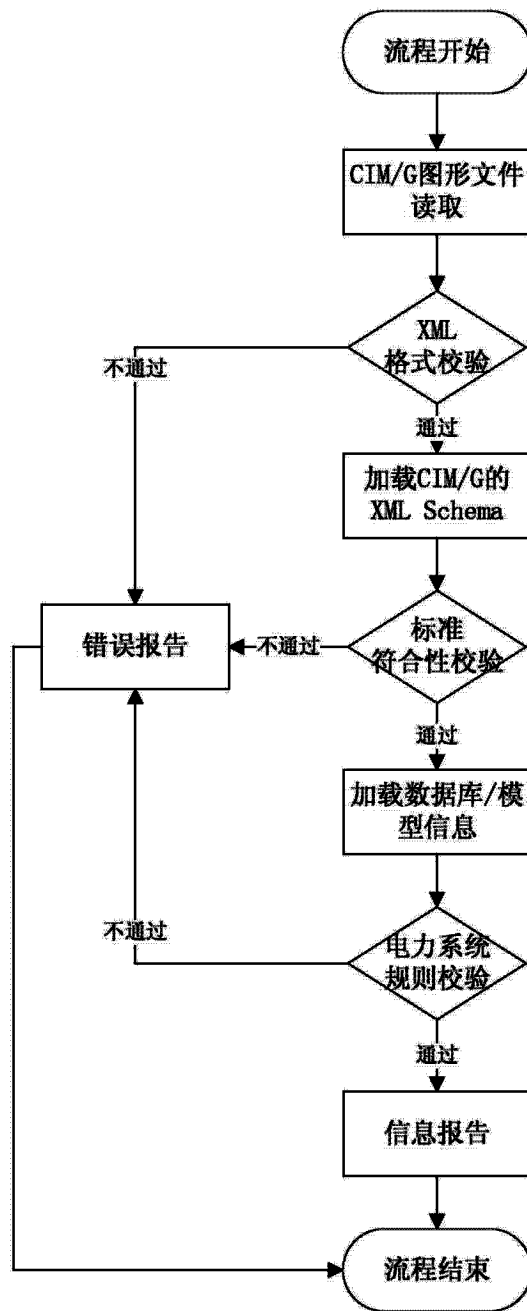 流程开始
CIM/G图形文件
读取
XML
格式校验
不通过
通过
加载CIM/G的
XML Schema
错误报告
不通过
标准
符合性校验
通过
加载数据库/模
型信息
不通过
电力系统
规则校验
通过
信息报告
流程结束